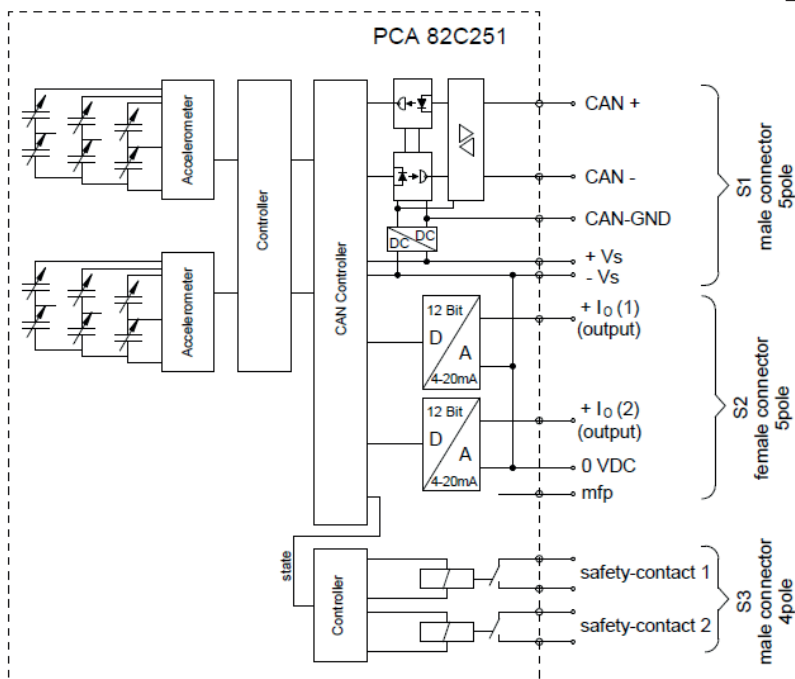 PCA 82C251
Accelerometer
Accelerometer
Controller
CAN Controller
DC
DC
CAN +
CAN -
CAN-GND
+ Vs
- Vs
S1
male connector
5pole
12 Bit
D
A
4-20mA
+ I₀ (1)
(output)
12 Bit
D
A
4-20mA
+ I₀ (2)
(output)
0 VDC
mfp
S2
female connector
5pole
state
Controller
safety-contact 1
safety-contact 2
S3
male connector
4pole